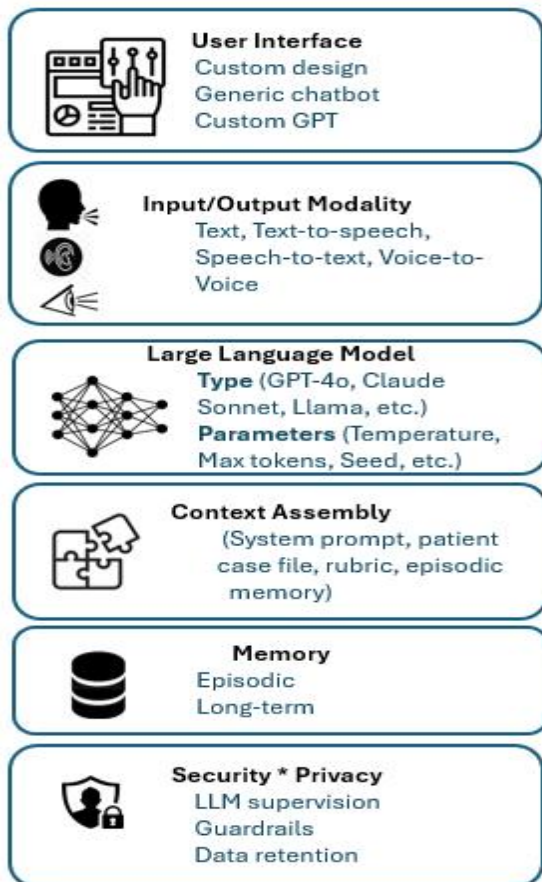 User Interface
Custom design
Generic chatbot
Custom GPT
Input/Output Modality
Text, Text-to-speech,
Speech-to-text, Voice-to-
Voice
Large Language Model
Type (GPT-4o, Claude
Sonnet, Llama, etc.)
Parameters (Temperature,
Max tokens, Seed, etc.)
Context Assembly
(System prompt, patient
case file, rubric, episodic
memory)
Memory
Episodic
Long-term
Security * Privacy
LLM supervision
Guardrails
Data retention